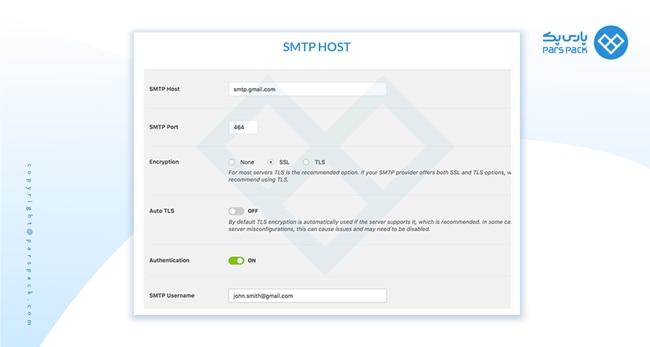 SMTP HOST
پارس پک
PARS PACK
SMTP Host
smtp.gmail.com
SMTP Port
464
Encryption
None
SSL
TLS
For most servers TLS is the recommended option. If your SMTP provider offers both SSL and TLS options, w
recommend using TLS.
Auto TLS
OFF
By default TLS encryption is automatically used if the server supports it, which is recommended. In some ca
server misconfigurations, this can cause issues and may need to be disabled.
Authentication
ON
SMTP Username
john.smith@gmail.com
copyright@parspack.com